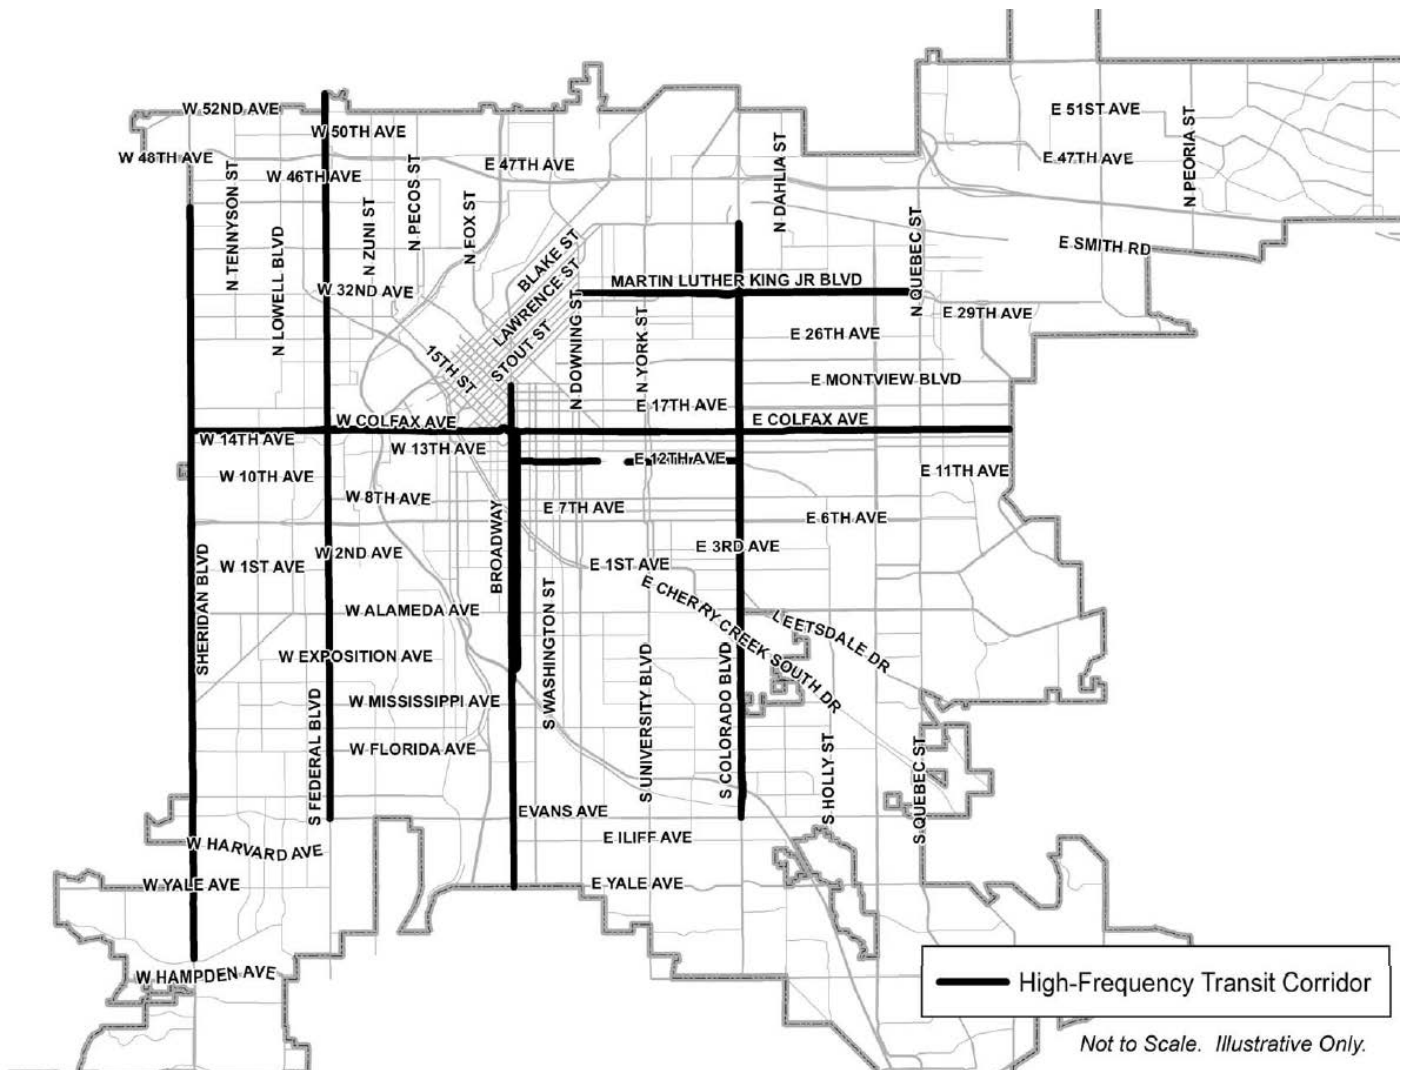 W 52ND AVE
W 50TH AVE
E 51ST AVE
W 48TH AVE
W 46TH AVE
E 47TH AVE
E 47TH AVE
N TENNYSON ST
N LOWELL BLVD
N ZUNI ST
N PECOS ST
N FOX ST
N DAHLIA ST
N QUEBEC ST
N PEORIA ST
E SMITH RD
BLAKE ST
LAWRENCE ST
STOUT ST
15TH ST
W 32ND AVE
MARTIN LUTHER KING JR BLVD
N DOWNING ST
N YORK ST
E 29TH AVE
E 26TH AVE
E MONTVIEW BLVD
E 17TH AVE
W COLFAX AVE
E COLFAX AVE
W 14TH AVE
W 13TH AVE
E 12TH AVE
E 11TH AVE
W 10TH AVE
W 8TH AVE
E 7TH AVE
E 6TH AVE
BROADWAY
W 2ND AVE
E 3RD AVE
W 1ST AVE
E 1ST AVE
SHERIDAN BLVD
E CHERRY CREEK SOUTH DR
LEETSDALE DR
W ALAMEDA AVE
W EXPOSITION AVE
S WASHINGTON ST
S UNIVERSITY BLVD
S COLORADO BLVD
W MISSISSIPPI AVE
S FEDERAL BLVD
W FLORIDA AVE
S HOLLY ST
S QUEBEC ST
EVANS AVE
E ILIFF AVE
W HARVARD AVE
W YALE AVE
E YALE AVE
W HAMPDEN AVE
High-Frequency Transit Corridor
Not to Scale. Illustrative Only.